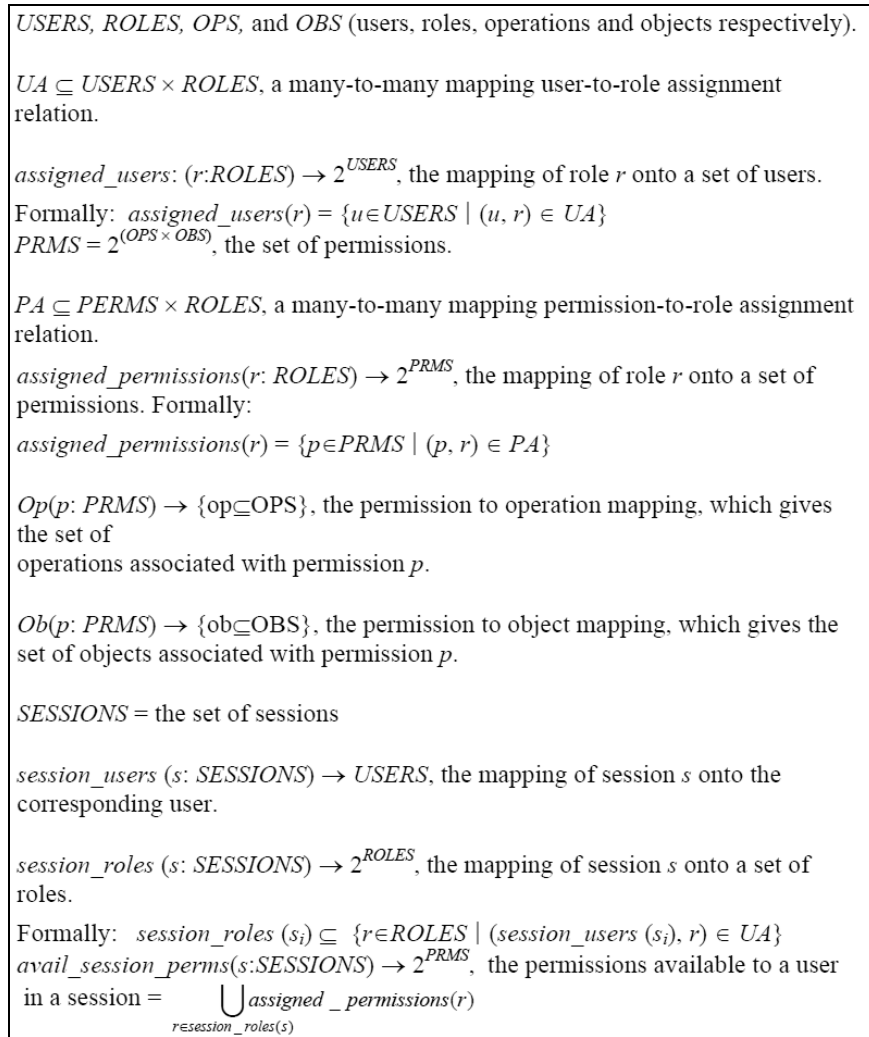 USERS, ROLES, OPS, and OBS (users, roles, operations and objects respectively).
UA ⊆ USERS × ROLES, a many-to-many mapping user-to-role assignment
relation.
assigned_users: (r:ROLES) → 2^USERS, the mapping of role r onto a set of users.
Formally: assigned_users(r) = {u∈USERS | (u, r) ∈ UA}
PRMS = 2^(OPS × OBS), the set of permissions.
PA ⊆ PERMS × ROLES, a many-to-many mapping permission-to-role assignment
relation.
assigned_permissions(r: ROLES) → 2^PRMS, the mapping of role r onto a set of
permissions. Formally:
assigned_permissions(r) = {p∈PRMS | (p, r) ∈ PA}
Op(p: PRMS) → {op⊆OPS}, the permission to operation mapping, which gives
the set of
operations associated with permission p.
Ob(p: PRMS) → {ob⊆OBS}, the permission to object mapping, which gives the
set of objects associated with permission p.
SESSIONS = the set of sessions
session_users (s: SESSIONS) → USERS, the mapping of session s onto the
corresponding user.
session_roles (s: SESSIONS) → 2^ROLES, the mapping of session s onto a set of
roles.
Formally: session_roles (s_i) ⊆ {r∈ROLES | (session_users (s_i), r) ∈ UA}
avail_session_perms(s:SESSIONS) → 2^PRMS, the permissions available to a user
in a session = ⋃ assigned _ permissions(r)
r∈session _ roles(s)